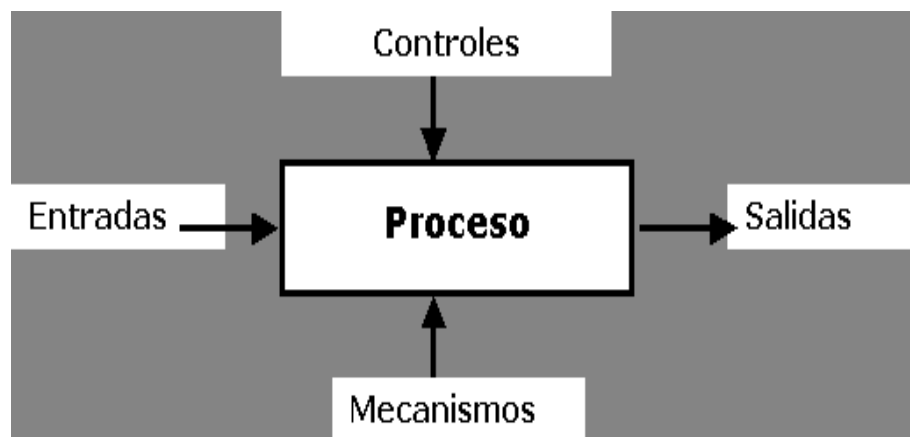 Controles
Entradas
Proceso
Salidas
Mecanismos